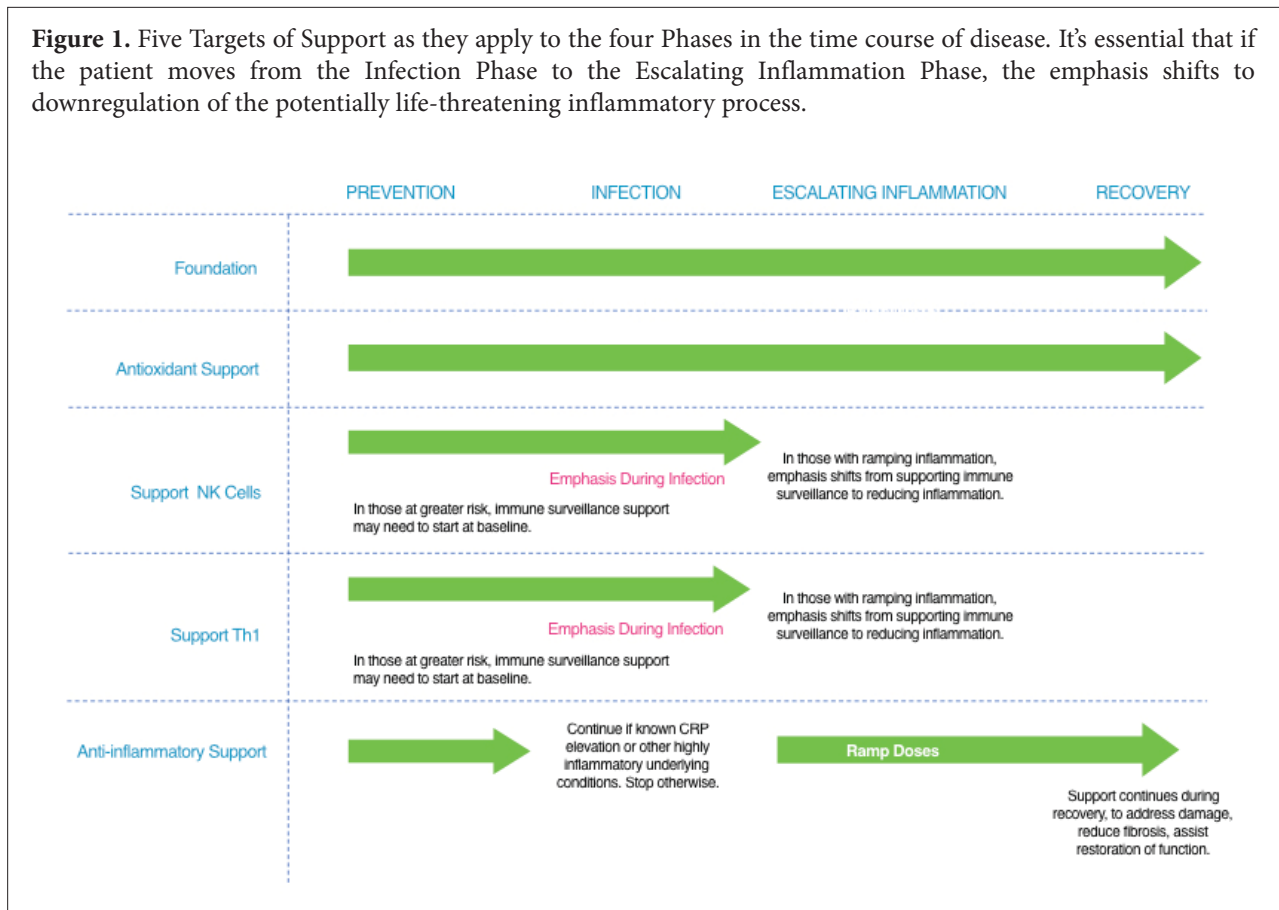 Figure 1. Five Targets of Support as they apply to the four Phases in the time course of disease. It's essential that if
the patient moves from the Infection Phase to the Escalating Inflammation Phase, the emphasis shifts to
downregulation of the potentially life-threatening inflammatory process.
PREVENTION INFECTION ESCALATING INFLAMMATION RECOVERY
Foundation
Antioxidant Support
Support NK Cells
Emphasis During Infection
In those at greater risk, immune surveillance support
may need to start at baseline.
In those with ramping inflammation,
emphasis shifts from supporting immune
surveillance to reducing inflammation.
Support Th1
Emphasis During Infection
In those at greater risk, immune surveillance support
may need to start at baseline.
In those with ramping inflammation,
emphasis shifts from supporting immune
surveillance to reducing inflammation.
Anti-inflammatory Support
Continue if known CRP
elevation or other highly
inflammatory underlying
conditions. Stop otherwise.
Ramp Doses
Support continues during
recovery, to address damage,
reduce fibrosis, assist
restoration of function.